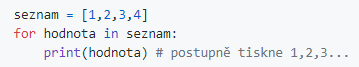 seznam = [1,2,3,4]
for hodnota in seznam:
    print(hodnota) # postupně tiskne 1,2,3...